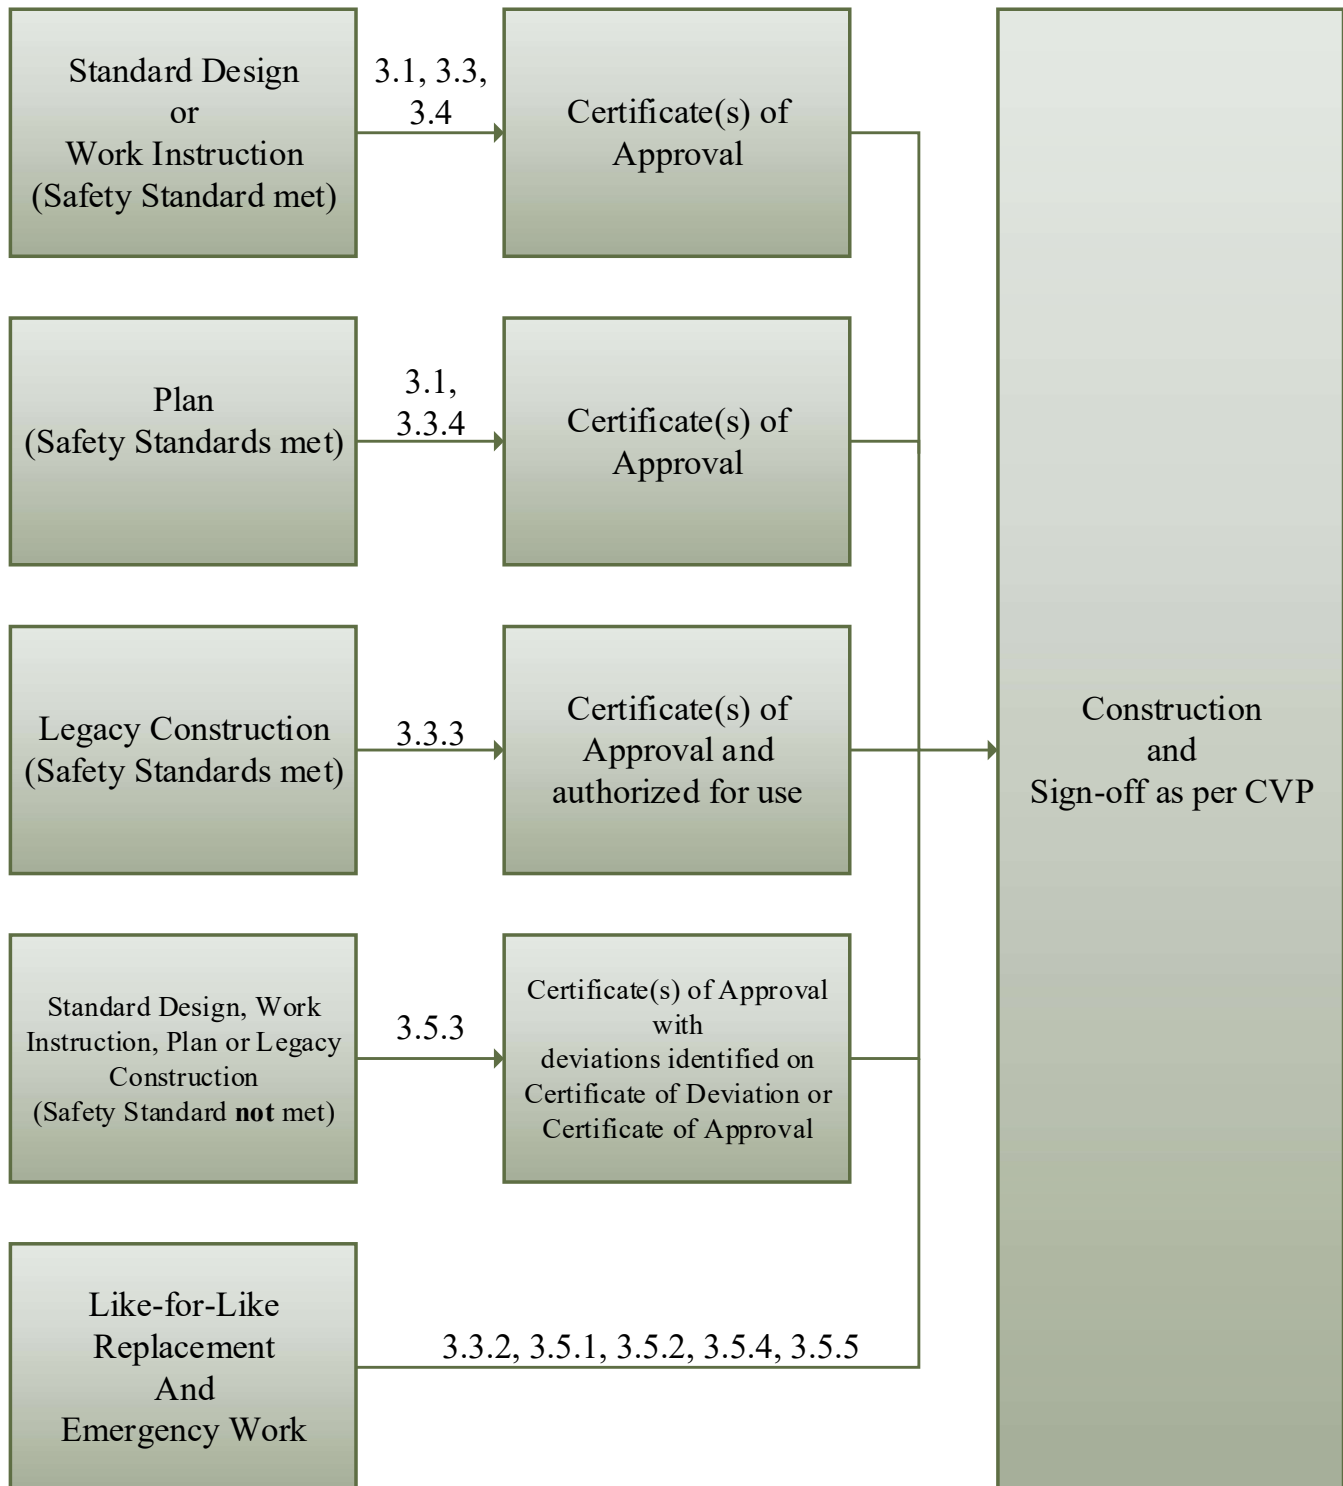 Standard Design
or
Work Instruction
(Safety Standard met)
3.1, 3.3,
3.4
Certificate(s) of
Approval
Plan
(Safety Standards met)
3.1,
3.3.4
Certificate(s) of
Approval
Legacy Construction
(Safety Standards met)
3.3.3
Certificate(s) of
Approval and
authorized for use
Construction
and
Sign-off as per CVP
Standard Design, Work
Instruction, Plan or Legacy
Construction
(Safety Standard not met)
3.5.3
Certificate(s) of Approval
with
deviations identified on
Certificate of Deviation or
Certificate of Approval
Like-for-Like
Replacement
And
Emergency Work
3.3.2, 3.5.1, 3.5.2, 3.5.4, 3.5.5